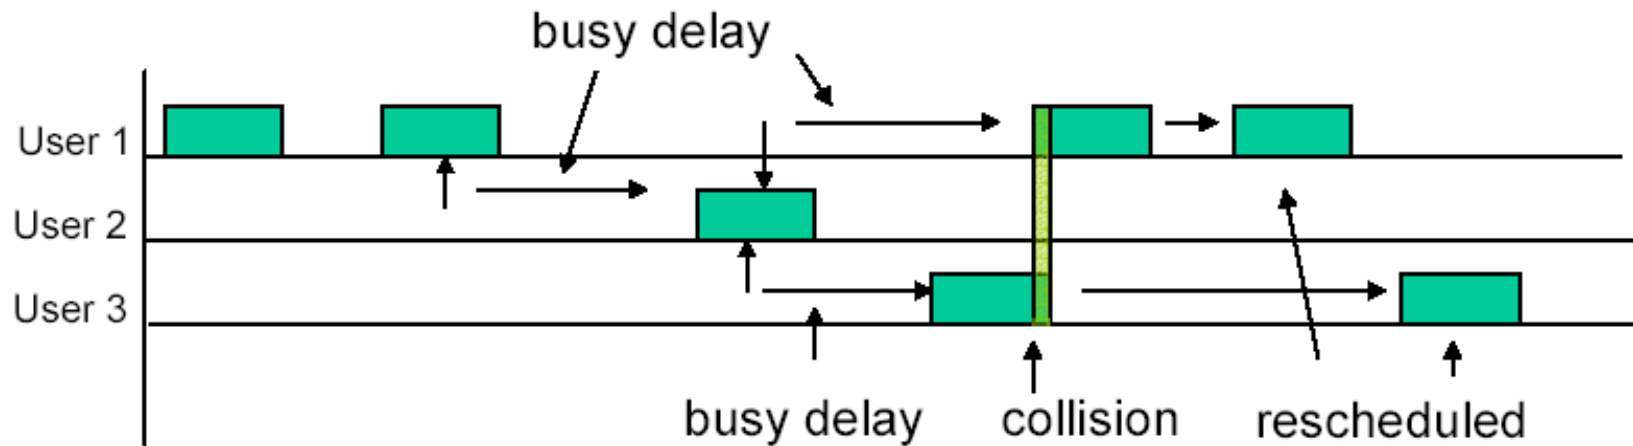 busy delay
User 1
User 2
User 3
busy delay
collision
rescheduled